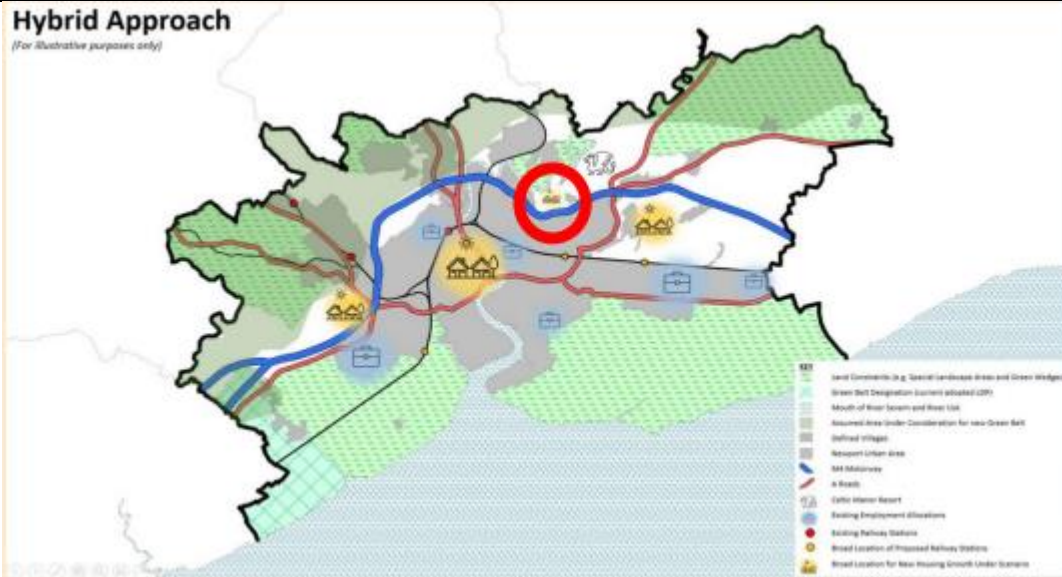 Hybrid Approach
(For illustrative purposes only)
KEY
Land Constraints (e.g. Special Landscape Areas and Green Wedges)
Green Belt Designation (current adopted LDP)
Mouth of River Severn and River Usk
Assumed Area Under Consideration for new Green Belt
Defined Villages
Newport Urban Area
M4 Motorway
A Roads
Celtic Manor Resort
Existing Employment Allocations
Existing Railway Stations
Broad Location of Proposed Railway Stations
Broad Location for New Housing Growth Under Scenario